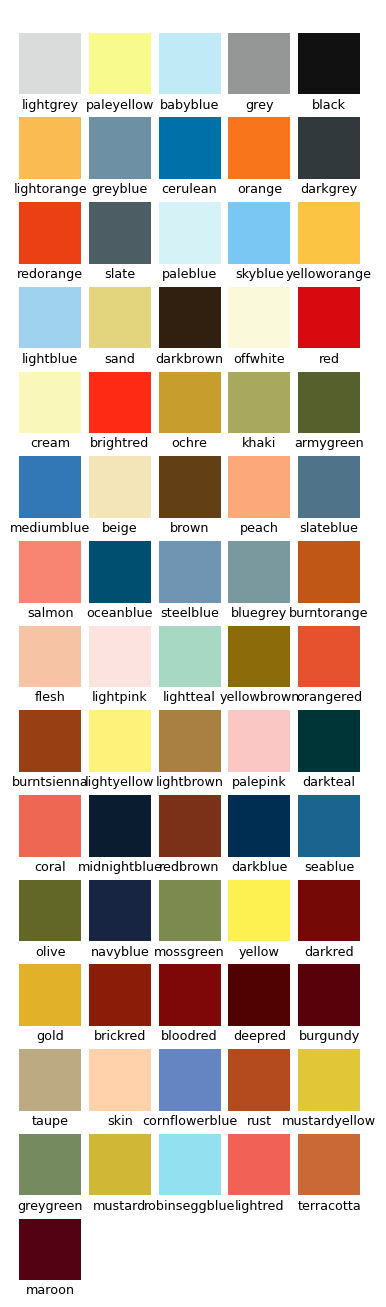 lightgrey paleyellow babyblue grey black
lightorange greyblue cerulean orange darkgrey
redorange slate paleblue skyblue yelloworange
lightblue sand darkbrown offwhite red
cream brightred ochre khaki armygreen
mediumblue beige brown peach slateblue
salmon oceanblue steelblue bluegrey burntorange
flesh lightpink lightteal yellowbrown orangered
burntsienna lightyellow lightbrown palepink darkteal
coral midnightblue redbrown darkblue seablue
olive navyblue mossgreen yellow darkred
gold brickred bloodred deepred burgundy
taupe skin cornflowerblue rust mustardyellow
greygreen mustard robinseggblue lightred terracotta
maroon